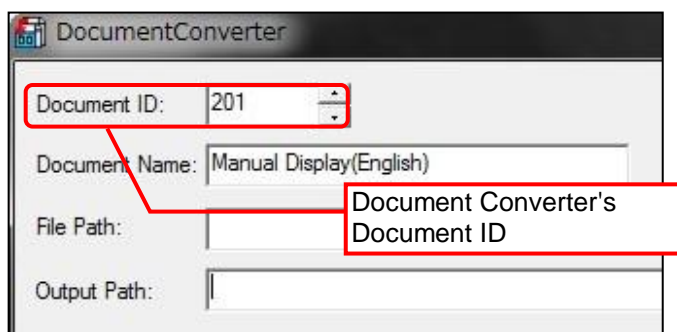 DocumentConverter
Document ID: 201
Document Name: Manual Display(English)
Document Converter's
Document ID
File Path:
Output Path: